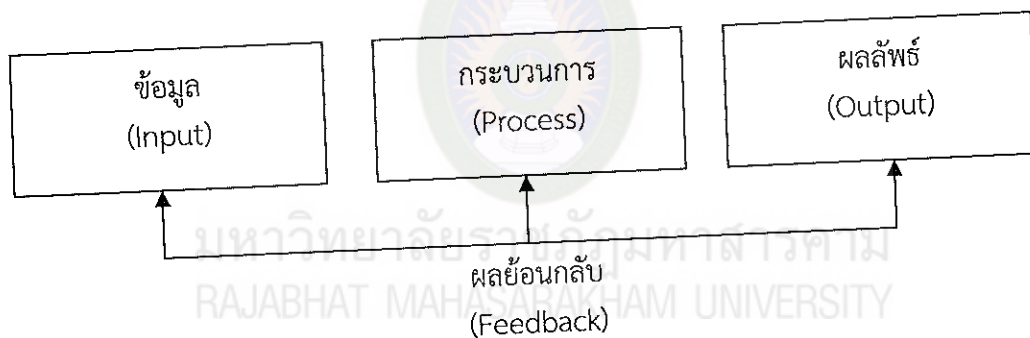 ข้อมูล
(Input)
กระบวนการ
(Process)
ผลลัพธ์
(Output)
มหาวิทยาลัยราชภัฏมหาสารคาม
ผลย้อนกลับ
RAJABHAT MAHASARAKHAM UNIVERSITY
(Feedback)